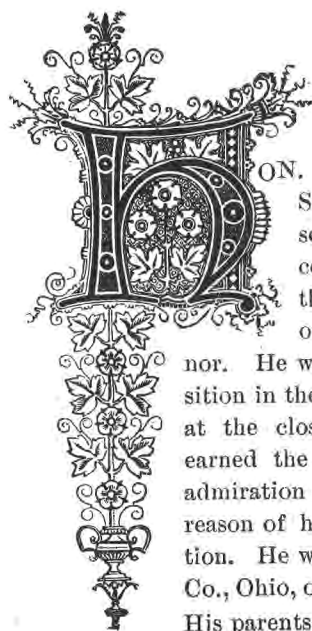 HON.
S
se
co
th
o
nor. He w
sition in the
at the clos
earned the
admiration
reason of h
tion. He w
Co., Ohio, o
His parents